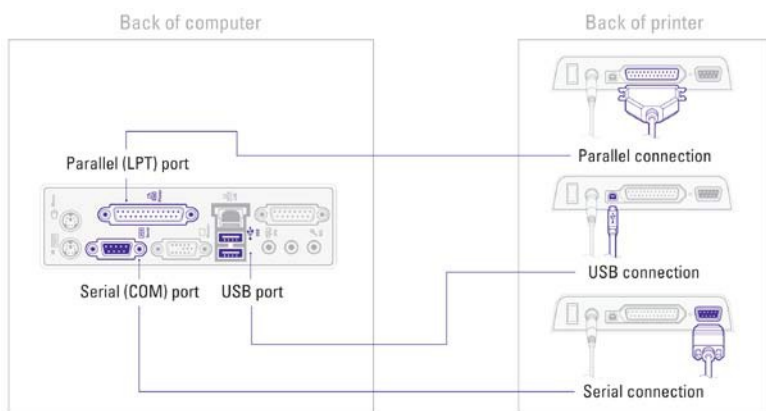 Back of computer
Back of printer
Parallel (LPT) port
Parallel connection
Serial (COM) port
USB port
USB connection
Serial connection